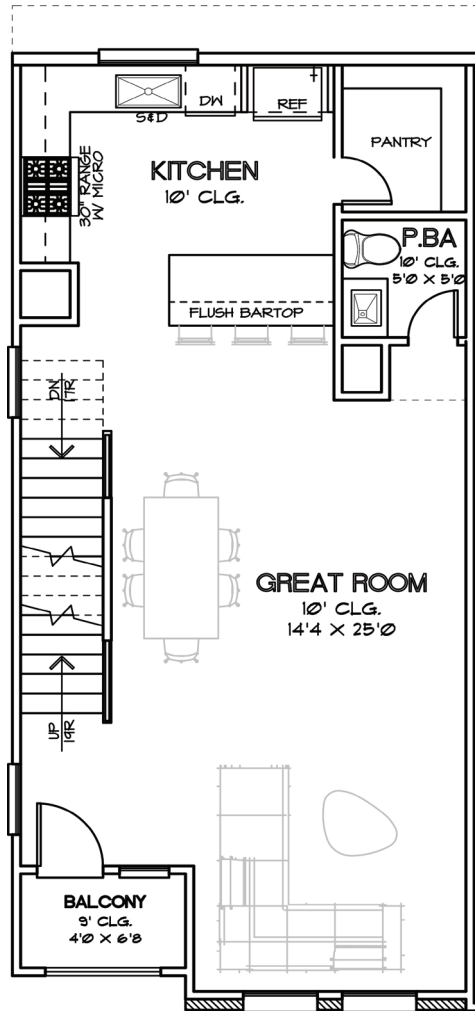 DW
REF
S&D
30" RANGE
W/ MICRO
KITCHEN
10' CLG.
PANTRY
P.BA
10' CLG.
5'0 X 5'0
FLUSH BARTOP
DN
17R
GREAT ROOM
10' CLG.
14'4 X 25'0
UP
19R
BALCONY
9' CLG.
4'0 X 6'8